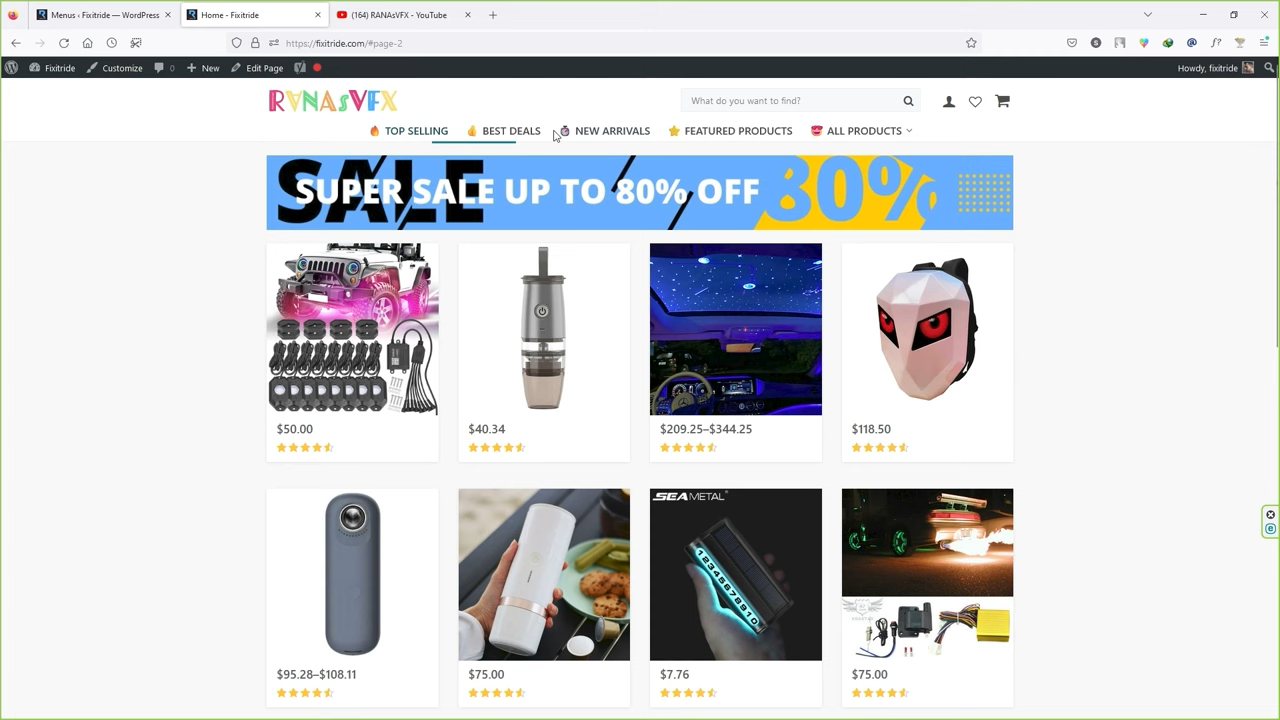 Menus ‹ Fixitride — WordPress
Home - Fixitride
(164) RANAsVFX - YouTube
https://fixitride.com/#page-2
Fixitride
Customize
0
New
Edit Page
Howdy, fixitride
RANAsVFX
What do you want to find?
TOP SELLING
BEST DEALS
NEW ARRIVALS
FEATURED PRODUCTS
ALL PRODUCTS
SALE
SUPER SALE UP TO 80% OFF
80%
$50.00
$40.34
$209.25–$344.25
$118.50
SEAMETAL
12345678910
$95.28–$108.11
$75.00
$7.76
$75.00